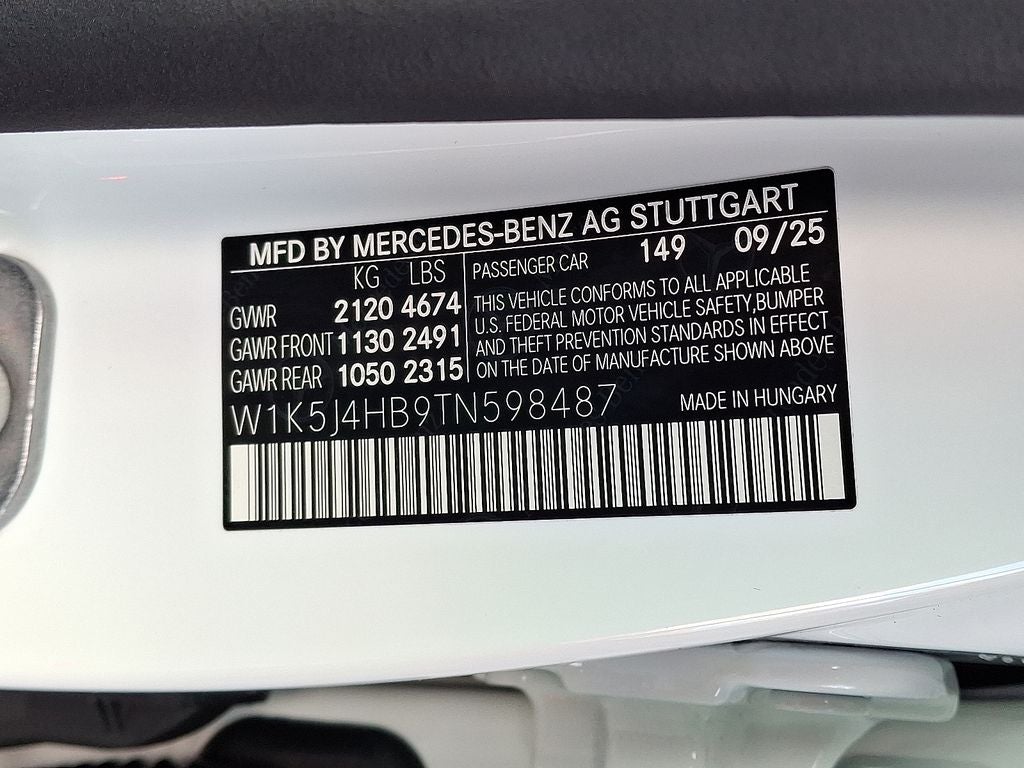 MFD BY MERCEDES-BENZ AG STUTTGART
KG LBS
GVWR 2120 4674
GAWR FRONT 1130 2491
GAWR REAR 1050 2315
PASSENGER CAR 149 09/25
THIS VEHICLE CONFORMS TO ALL APPLICABLE
U.S. FEDERAL MOTOR VEHICLE SAFETY,BUMPER
AND THEFT PREVENTION STANDARDS IN EFFECT
ON THE DATE OF MANUFACTURE SHOWN ABOVE
W1K5J4HB9TN598487
MADE IN HUNGARY